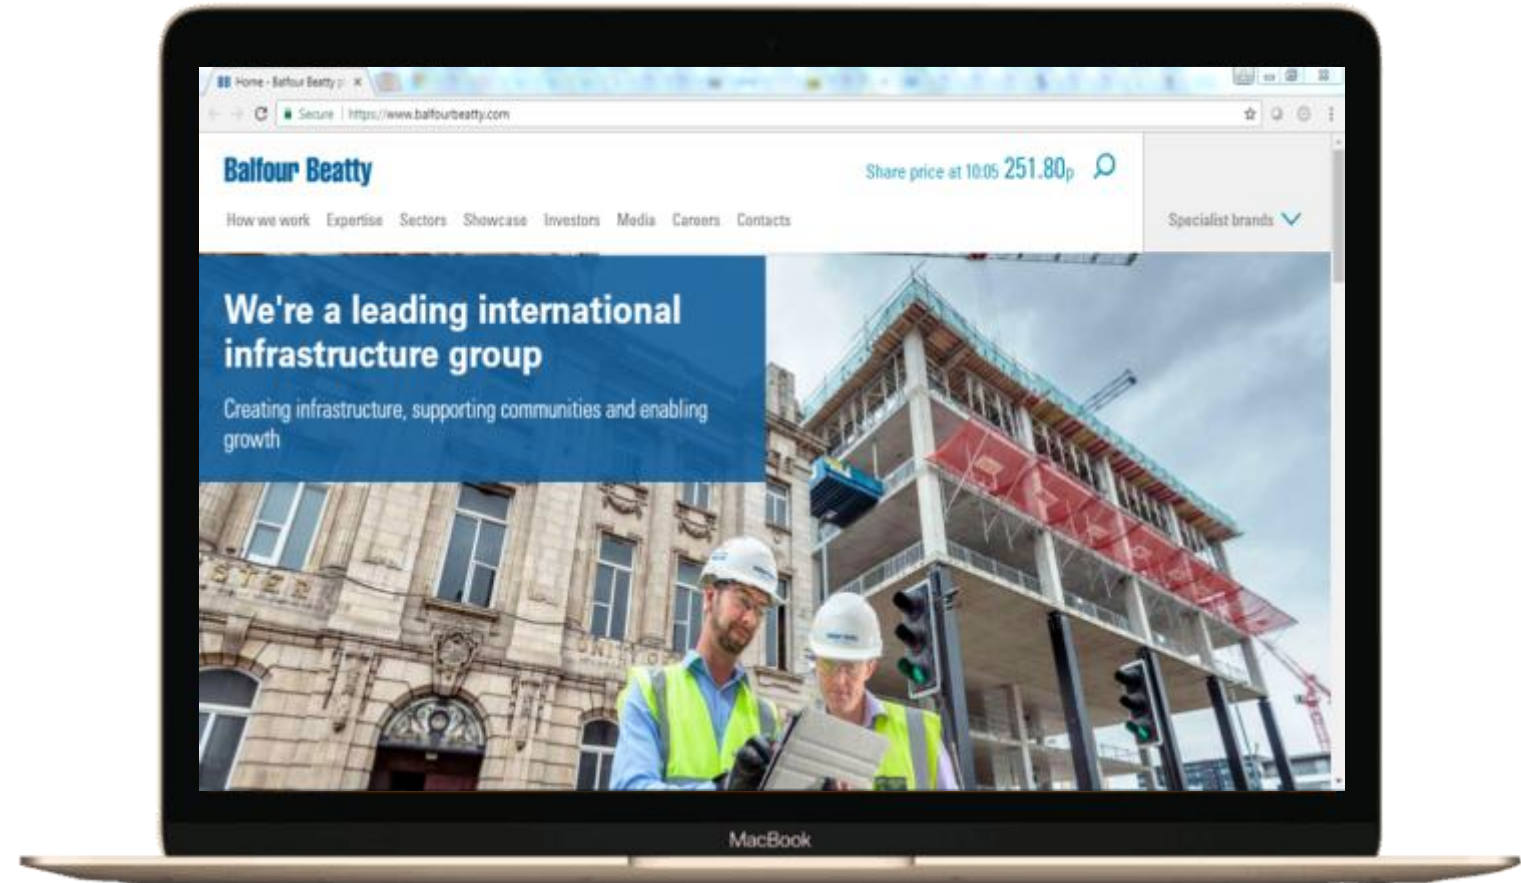 Home - Balfour Beatty p
Secure https://www.balfourbeatty.com
Balfour Beatty
Share price at 10:05 251.80p
How we work Expertise Sectors Showcase Investors Media Careers Contacts
Specialist brands
We're a leading international
infrastructure group
Creating infrastructure, supporting communities and enabling
growth
MacBook